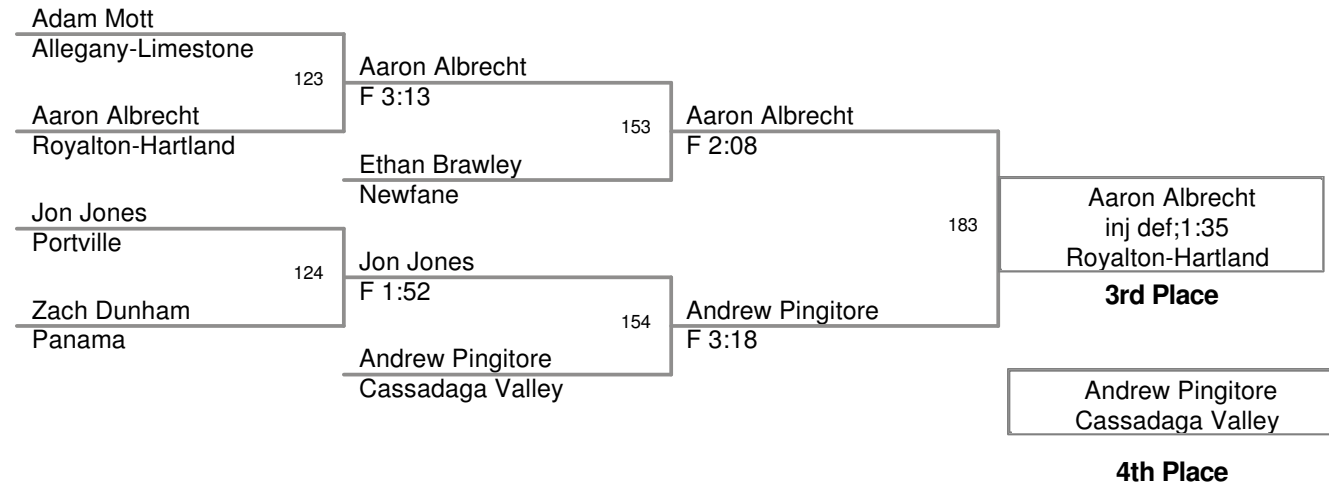 Adam Mott
Allegany-Limestone
123
Aaron Albrecht
Royalton-Hartland
Aaron Albrecht
F 3:13
153
Ethan Brawley
Newfane
Aaron Albrecht
F 2:08
Jon Jones
Portville
124
Zach Dunham
Panama
Jon Jones
F 1:52
154
Andrew Pingitore
Cassadaga Valley
Andrew Pingitore
F 3:18
183
Aaron Albrecht
inj def;1:35
Royalton-Hartland
3rd Place
Andrew Pingitore
Cassadaga Valley
4th Place